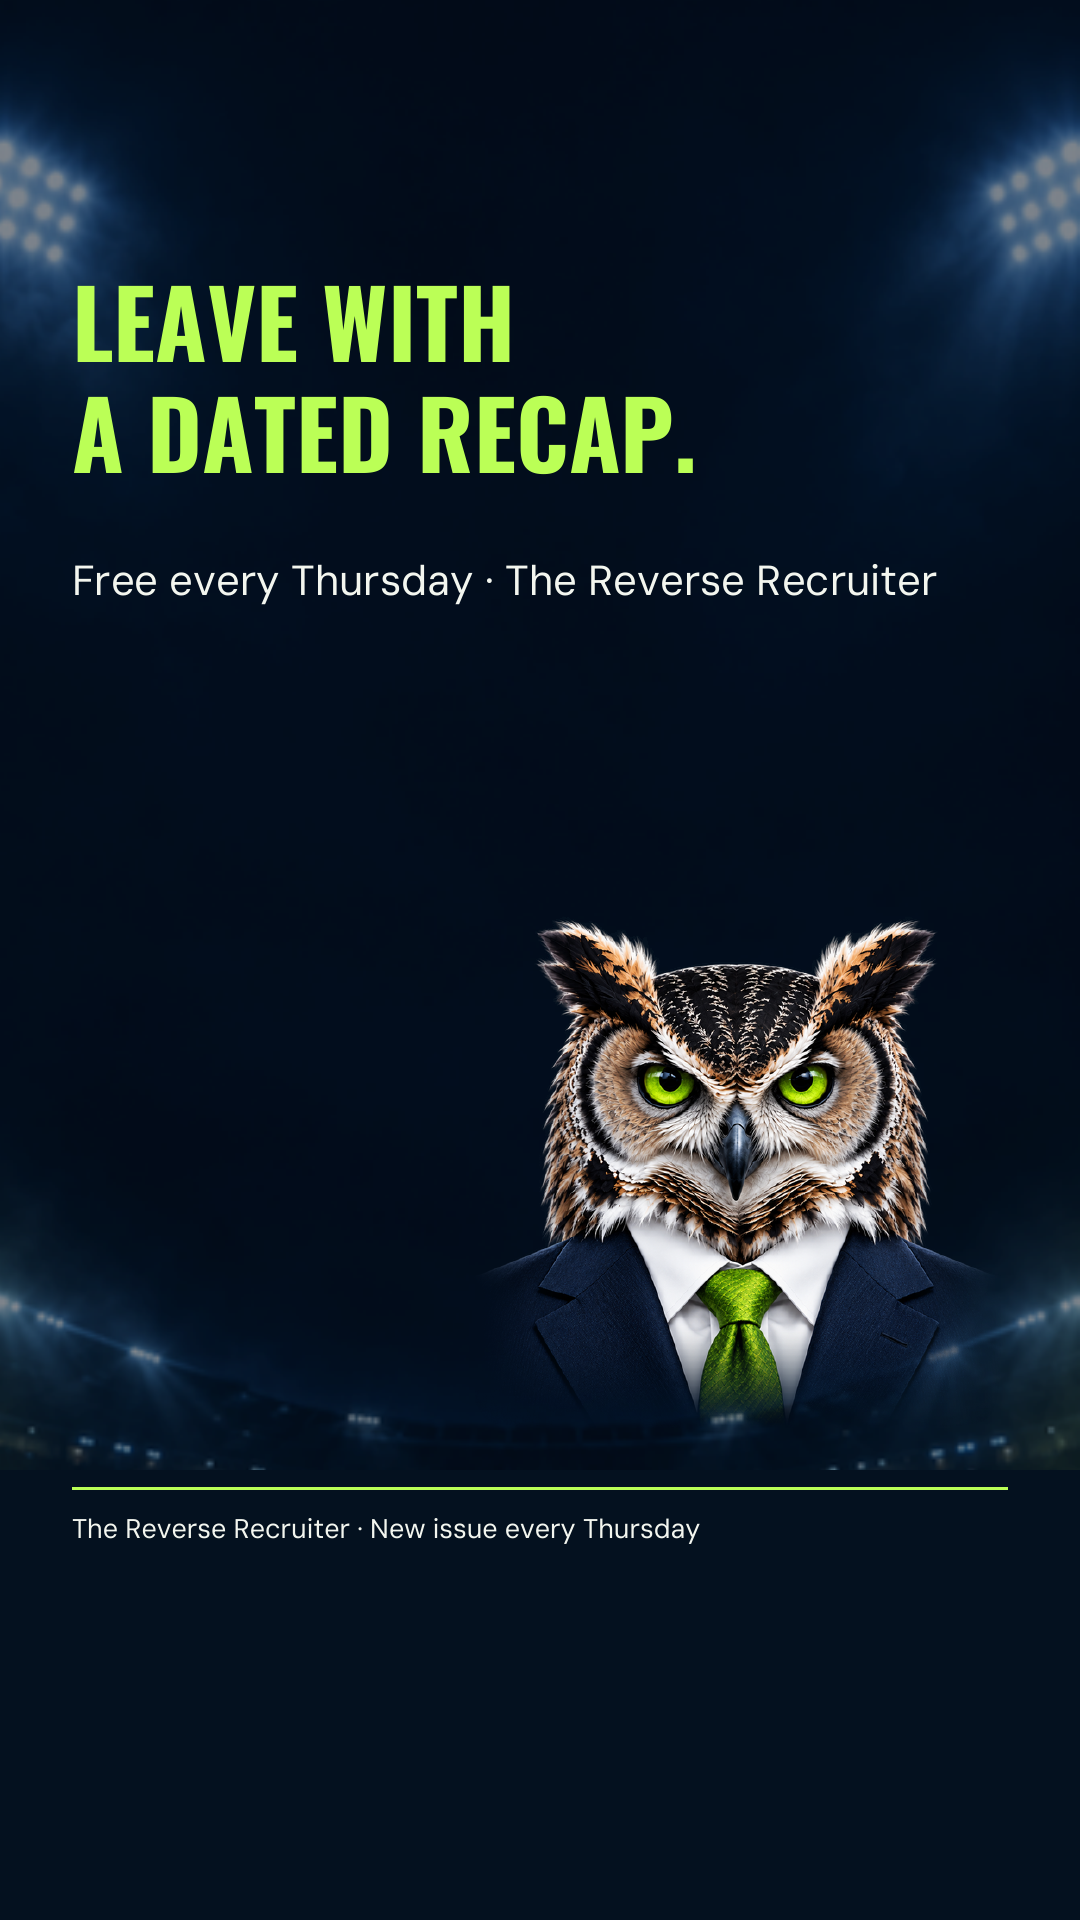 LEAVE WITH
A DATED RECAP.
Free every Thursday · The Reverse Recruiter
The Reverse Recruiter · New issue every Thursday